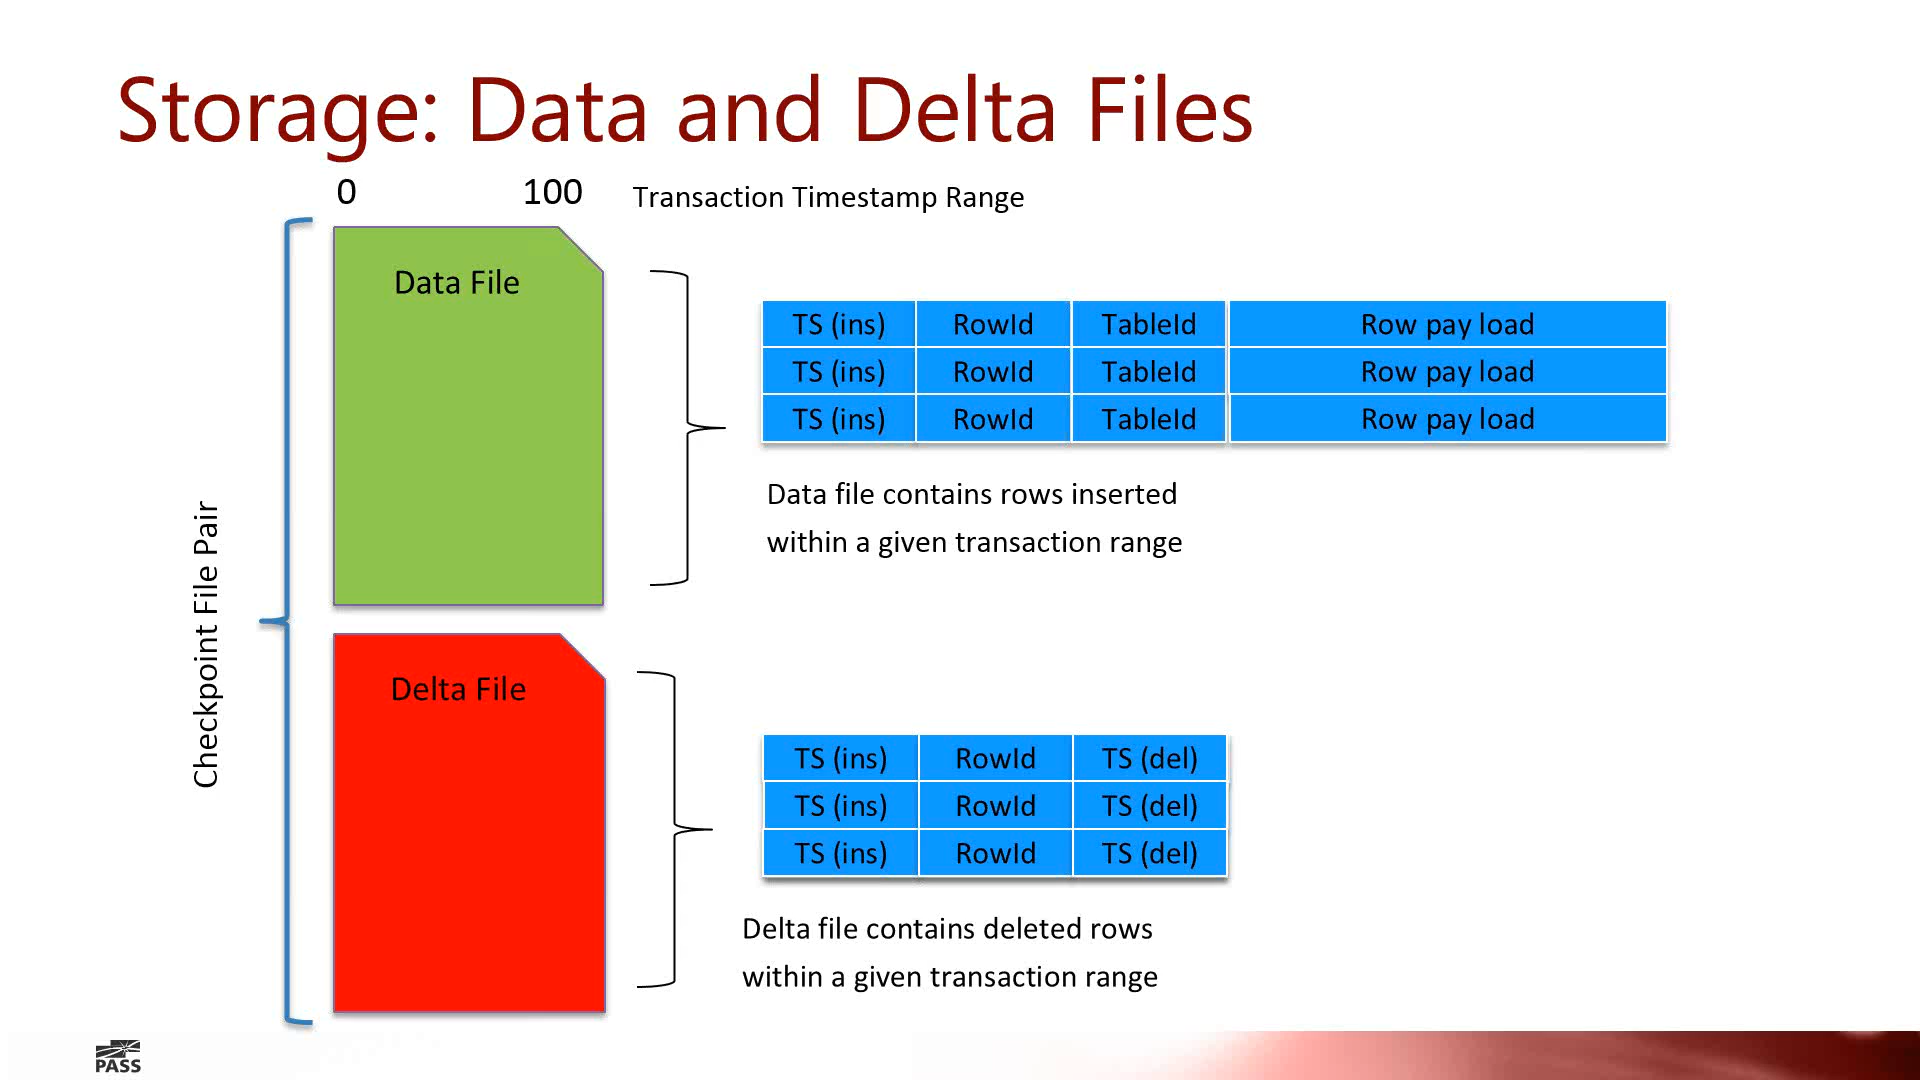 Storage: Data and Delta Files
0 100 Transaction Timestamp Range
Checkpoint File Pair
Data File
TS (ins) RowId TableId Row pay load
TS (ins) RowId TableId Row pay load
TS (ins) RowId TableId Row pay load
Data file contains rows inserted
within a given transaction range
Delta File
TS (ins) RowId TS (del)
TS (ins) RowId TS (del)
TS (ins) RowId TS (del)
Delta file contains deleted rows
within a given transaction range
PASS